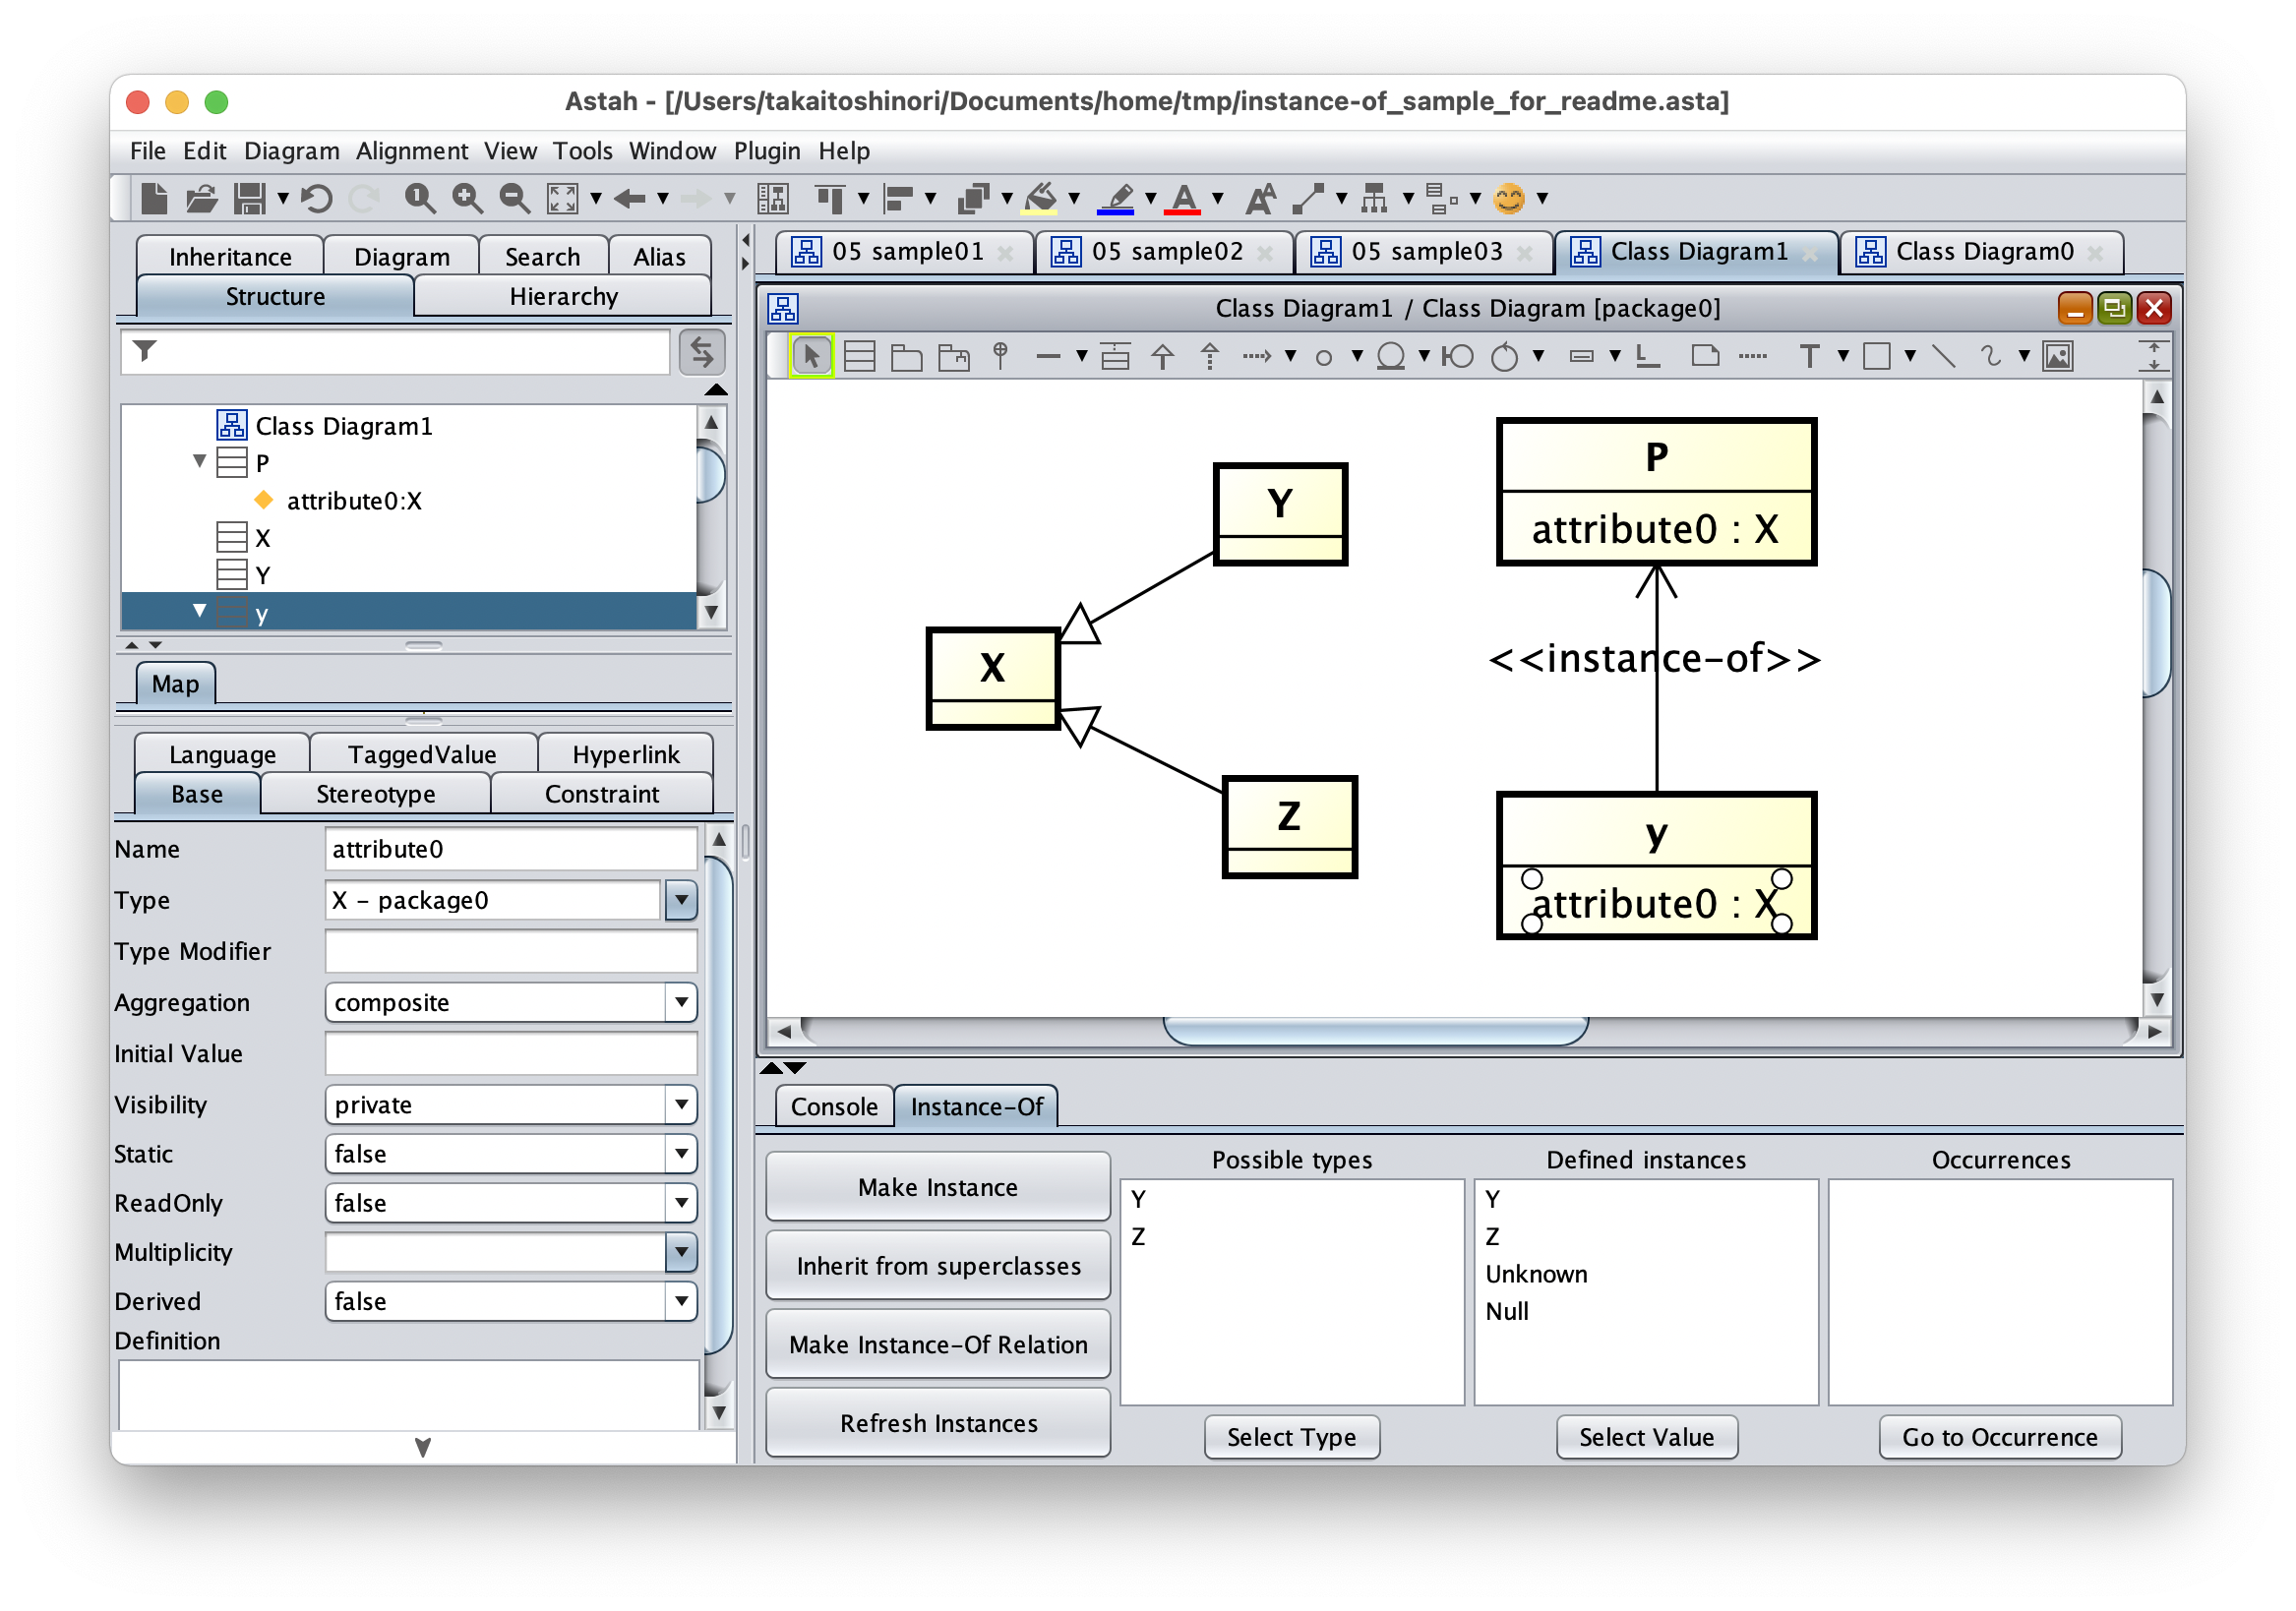 Astah - [/Users/takaitoshinori/Documents/home/tmp/instance-of_sample_for_readme.asta]
File Edit Diagram Alignment View Tools Window Plugin Help
1
A A A
Inheritance Diagram Search Alias
Structure Hierarchy
Class Diagram1
P
attribute0:X
X
Y
y
Map
Language TaggedValue Hyperlink
Base Stereotype Constraint
Name attribute0
Type X - package0
Type Modifier
Aggregation composite
Initial Value
Visibility private
Static false
ReadOnly false
Multiplicity
Derived false
Definition
05 sample01 05 sample02 05 sample03 Class Diagram1 Class Diagram0
Class Diagram1 / Class Diagram [package0]
T
Y
X
Z
P
attribute0 : X
<<instance-of>>
y
attribute0 : X
Console Instance-Of
Make Instance
Inherit from superclasses
Make Instance-Of Relation
Refresh Instances
Possible types
Y
Z
Select Type
Defined instances
Y
Z
Unknown
Null
Select Value
Occurrences
Go to Occurrence